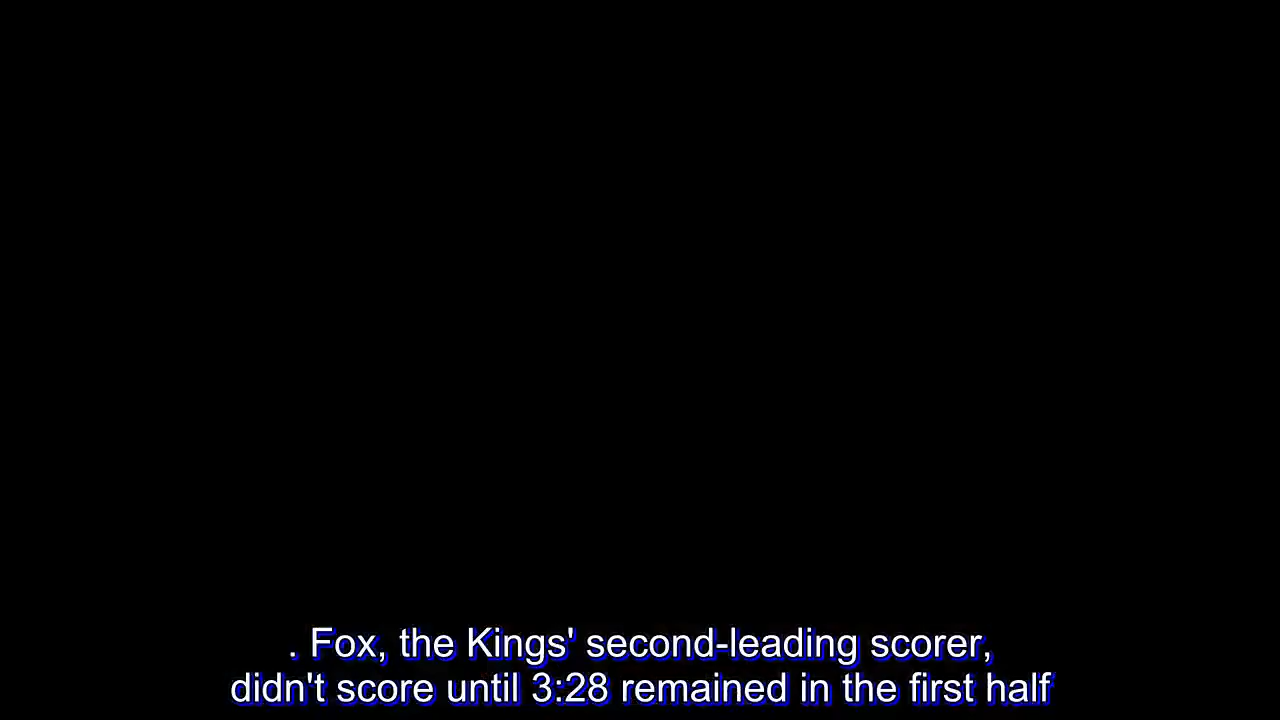 . Fox, the Kings' second-leading scorer,
didn't score until 3:28 remained in the first half